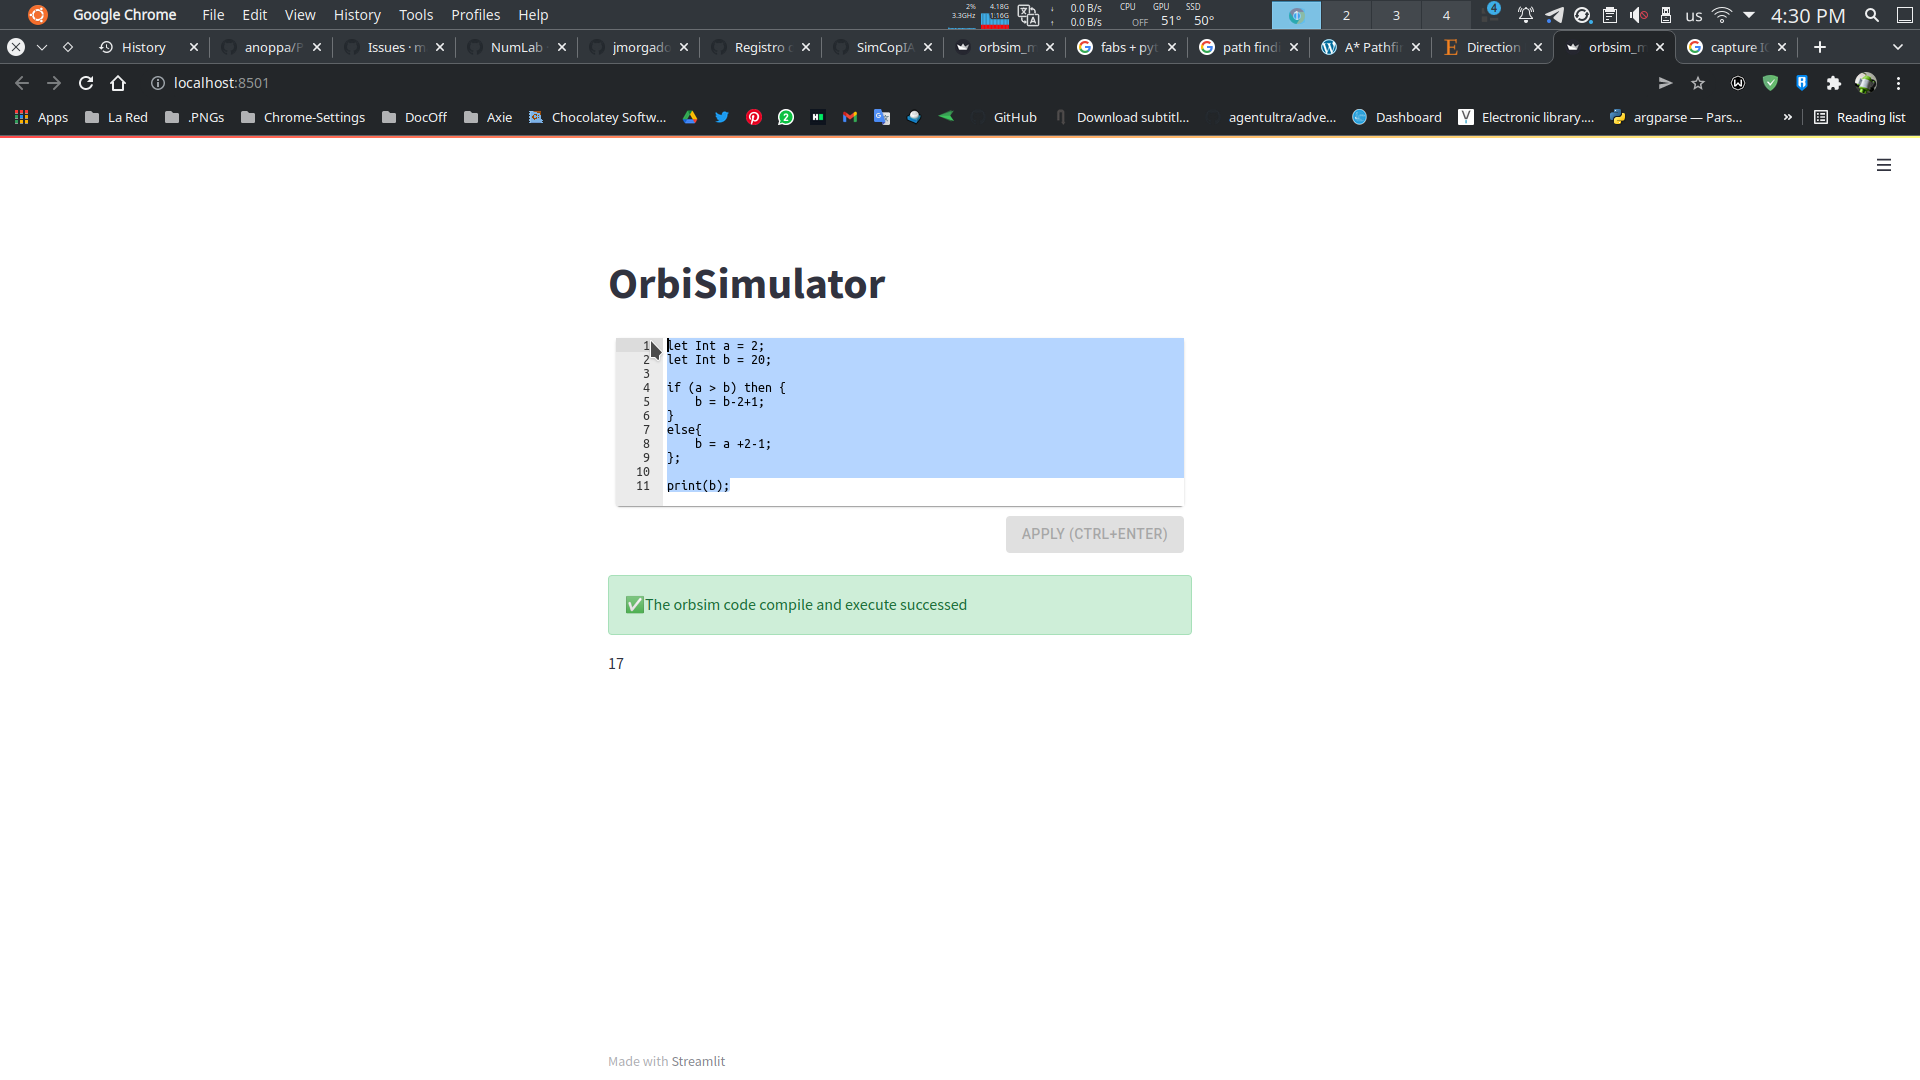 Google Chrome File Edit View History Tools Profiles Help
2% 4.18G 0.0 B/s CPU GPU SSD
3.3GHz 1.16G 0.0 B/s OFF 51° 50°
2 3 4 4 us 4:30 PM
History anoppa/P Issues · m NumLab jmorgad Registro SimCopIA orbsim_m fabs + pyt path find A* Pathfi Direction orbsim_m capture I
localhost:8501
Apps La Red .PNGs Chrome-Settings DocOff Axie Chocolatey Softw... GitHub Download subtitl... agentultra/adve... Dashboard Electronic library.... argparse — Pars... » Reading list
OrbiSimulator
1 let Int a = 2;
2 let Int b = 20;
3
4 if (a > b) then {
5 b = b-2+1;
6 }
7 else{
8 b = a +2-1;
9 };
10
11 print(b);
APPLY (CTRL+ENTER)
✅The orbsim code compile and execute successed
17
Made with Streamlit